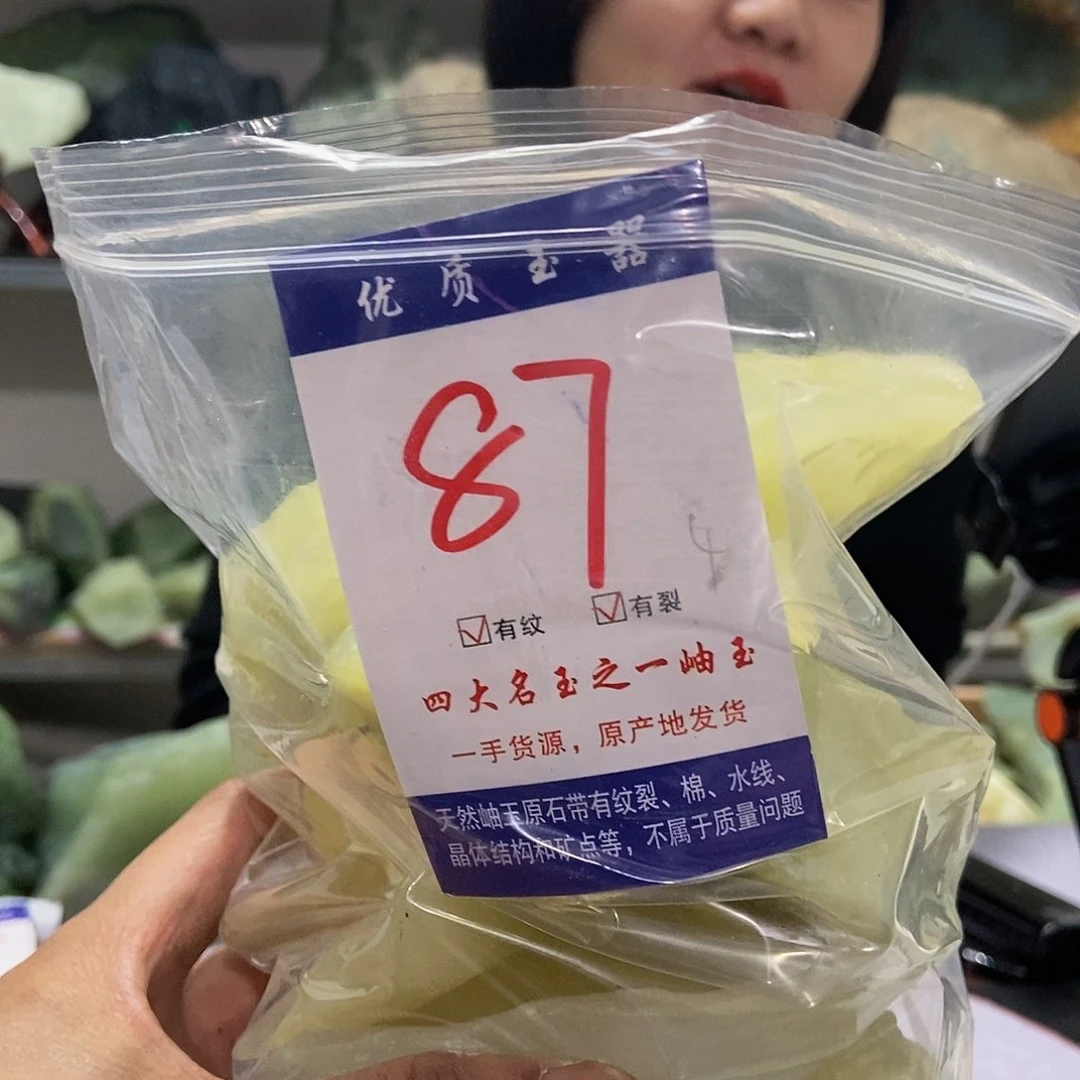 优质玉器
87
有纹 有裂
四大名玉之一岫玉
一手货源，原产地发货
天然岫玉原石带有纹裂、棉、水线、
晶体结构和矿点等，不属于质量问题